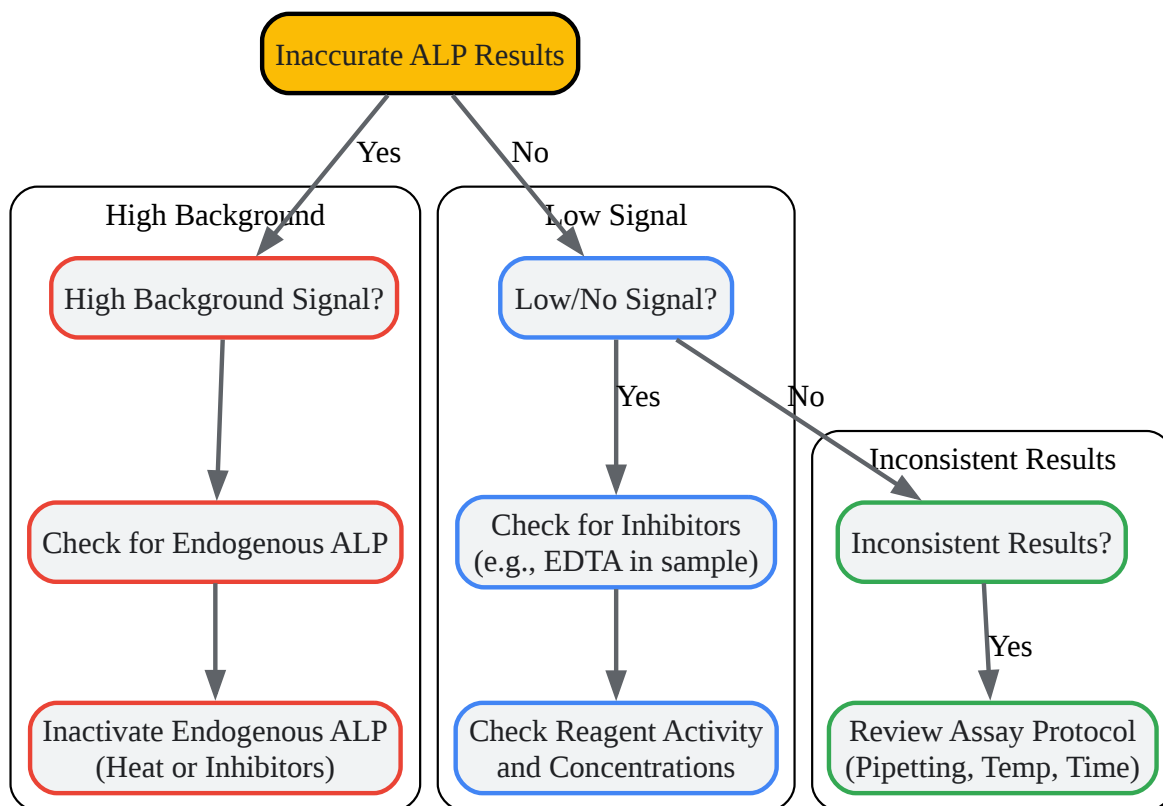 Inaccurate ALP Results
Yes
No
High Background
Low Signal
High Background Signal?
Low/No Signal?
Yes
No
Inconsistent Results
Check for Endogenous ALP
Check for Inhibitors
(e.g., EDTA in sample)
Inconsistent Results?
Yes
Inactivate Endogenous ALP
(Heat or Inhibitors)
Check Reagent Activity
and Concentrations
Review Assay Protocol
(Pipetting, Temp, Time)